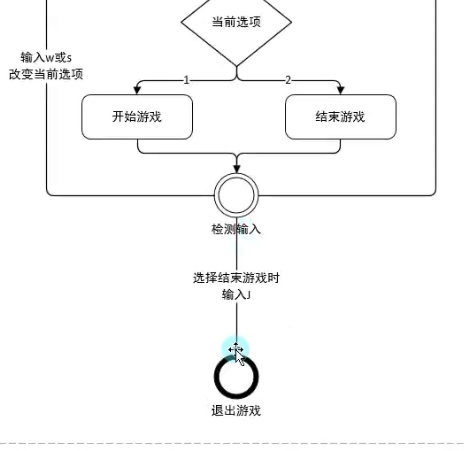 当前选项
输入w或s
改变当前选项
1
2
开始游戏
结束游戏
检测输入
选择结束游戏时
输入J
退出游戏